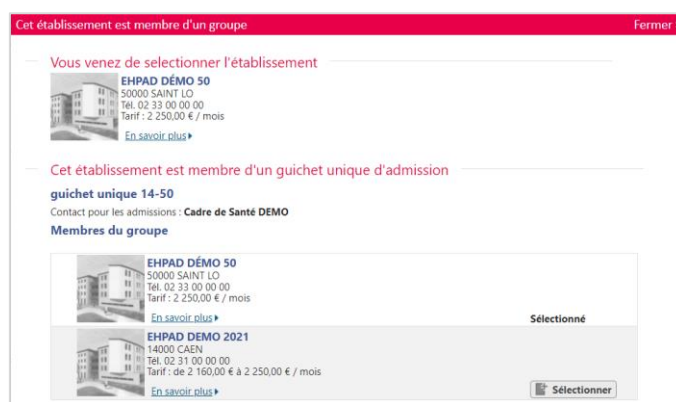 Cet établissement est membre d'un groupe Fermer
Vous venez de selectionner l'établissement
EHPAD DÉMO 50
50000 SAINT LO
Tél. 02 33 00 00 00
Tarif : 2 250,00 € / mois
En savoir plus
Cet établissement est membre d'un guichet unique d'admission
guichet unique 14-50
Contact pour les admissions : Cadre de Santé DEMO
Membres du groupe
EHPAD DÉMO 50
50000 SAINT LO
Tél. 02 33 00 00 00
Tarif : 2 250,00 € / mois
En savoir plus
Sélectionné
EHPAD DEMO 2021
14000 CAEN
Tél. 02 31 00 00 00
Tarif : de 2 160,00 € à 2 250,00 € / mois
En savoir plus
Sélectionner